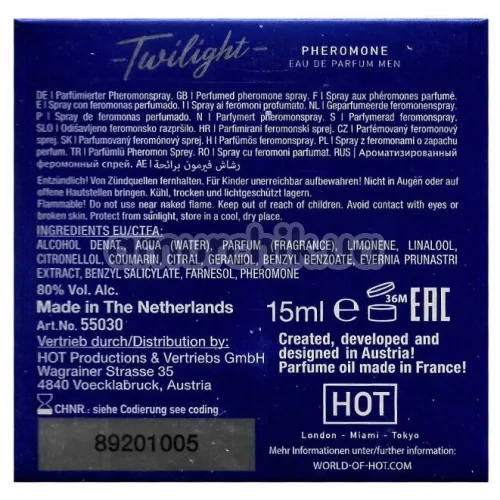 Twilight
PHEROMONE
EAU DE PARFUM MEN
DE | Parfümierter Pheromonspray. GB | Perfumed pheromone spray. F | Spray aux phéromones parfumé.
E | Spray con feromonas perfumado. I | Spray ai feromoni profumato. NL | Geparfumeerde feromonenspray.
P | Spray de feromonas perfumado. N | Parfymert pheromonspray. S | Parfymerad feromonspray.
SLO | Odišavljeno feromonsko razpršilo. HR | Parfimirani feromonski sprej. CZ | Parfémovaný feromonový
sprej. SK | Parfumovaný feromónový sprej. H | Parfümős feromonspray. PL | Spray z feromonami o zapachu
perfum. TR | Parfümlü Pheromon Sprey. RO | Spray cu feromoni parfumat. RUS | Ароматизированный
феромонный спрей. AE | رشاش فيرمون برائحة
Entzündlich! Von Zündquellen fernhalten. Für Kinder unerreichbar aufbewahren! Nicht in Augen oder auf
offene Hautstellen bringen. Kühl, trocken und lichtgeschützt lagern.
Flammable! Do not use near naked flame. Keep out of reach of children. Avoid contact with eyes or
broken skin. Protect from sunlight, store in a cool, dry place.
INGREDIENTS EU/CTFA:
ALCOHOL DENAT., AQUA (WATER), PARFUM (FRAGRANCE), LIMONENE, LINALOOL,
CITRONELLOL, COUMARIN, CITRAL, GERANIOL, BENZYL BENZOATE, EVERNIA PRUNASTRI
EXTRACT, BENZYL SALICYLATE, FARNESOL, PHEROMONE
80% Vol. Alc.
Made in The Netherlands
Art.No. 55030
15ml e 36M EAC
Vertrieb durch/Distribution by:
HOT Productions & Vertriebs GmbH
Wagrainer Strasse 35
4840 Voecklabruck, Austria
CHNR.: siehe Codierung see coding
89201005
Created, developed and
designed in Austria!
Parfume oil made in France!
HOT
London - Miami - Tokyo
Mehr Informationen unter/further information:
WORLD-OF-HOT.COM